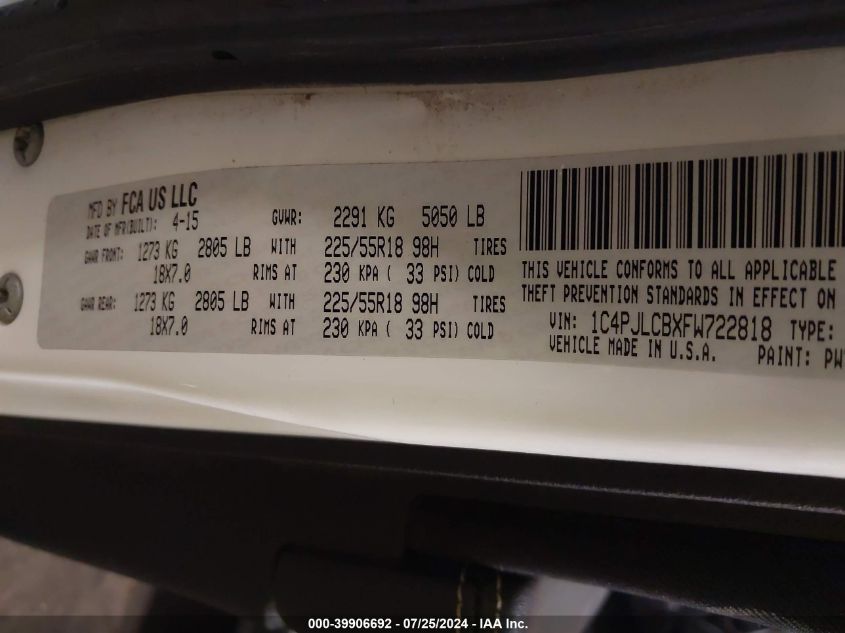 MFD BY FCA US LLC
DATE OF MFR(BUILT): 4-15 GVWR: 2291 KG 5050 LB
GAWR FRONT: 1273 KG 2805 LB WITH 225/55R18 98H TIRES
18X7.0 RIMS AT 230 KPA ( 33 PSI) COLD
GAWR REAR: 1273 KG 2805 LB WITH 225/55R18 98H TIRES
18X7.0 RIMS AT 230 KPA ( 33 PSI) COLD
THIS VEHICLE CONFORMS TO ALL APPLICABLE
THEFT PREVENTION STANDARDS IN EFFECT ON
VIN: 1C4PJLCBXFW722818 TYPE:
VEHICLE MADE IN U.S.A. PAINT: PW
000-39906692 - 07/25/2024 - IAA Inc.